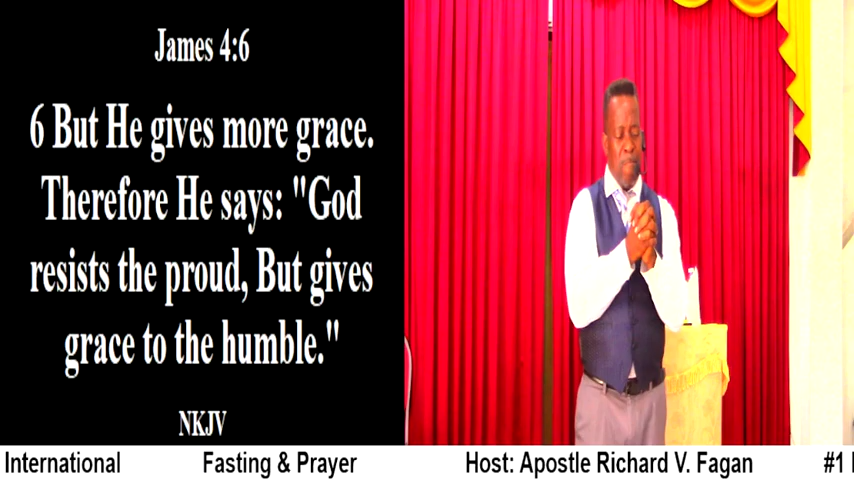 James 4:6
6 But He gives more grace.
Therefore He says: "God
resists the proud, But gives
grace to the humble."
NKJV
International Fasting & Prayer Host: Apostle Richard V. Fagan #1